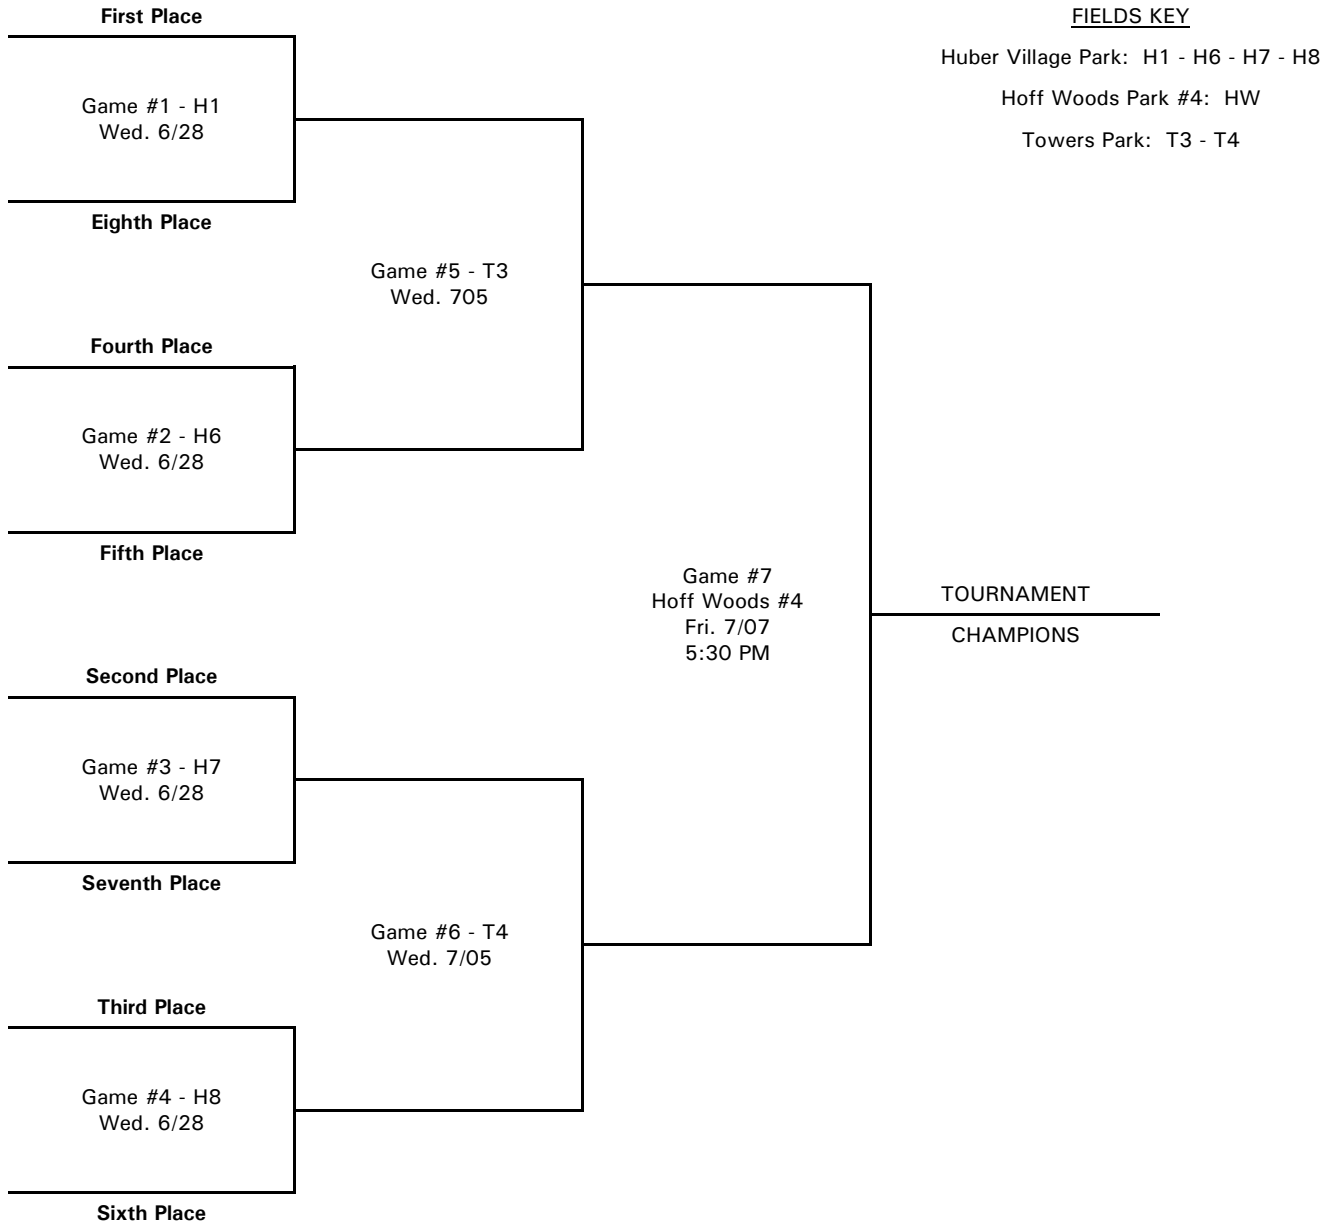 First Place
FIELDS KEY
Huber Village Park:  H1 - H6 - H7 - H8
Hoff Woods Park #4:  HW
Towers Park:  T3 - T4
Game #1 - H1
Wed. 6/28
Eighth Place
Game #5 - T3
Wed. 705
Fourth Place
Game #2 - H6
Wed. 6/28
Fifth Place
Game #7
Hoff Woods #4
Fri. 7/07
5:30 PM
TOURNAMENT
CHAMPIONS
Second Place
Game #3 - H7
Wed. 6/28
Seventh Place
Game #6 - T4
Wed. 7/05
Third Place
Game #4 - H8
Wed. 6/28
Sixth Place